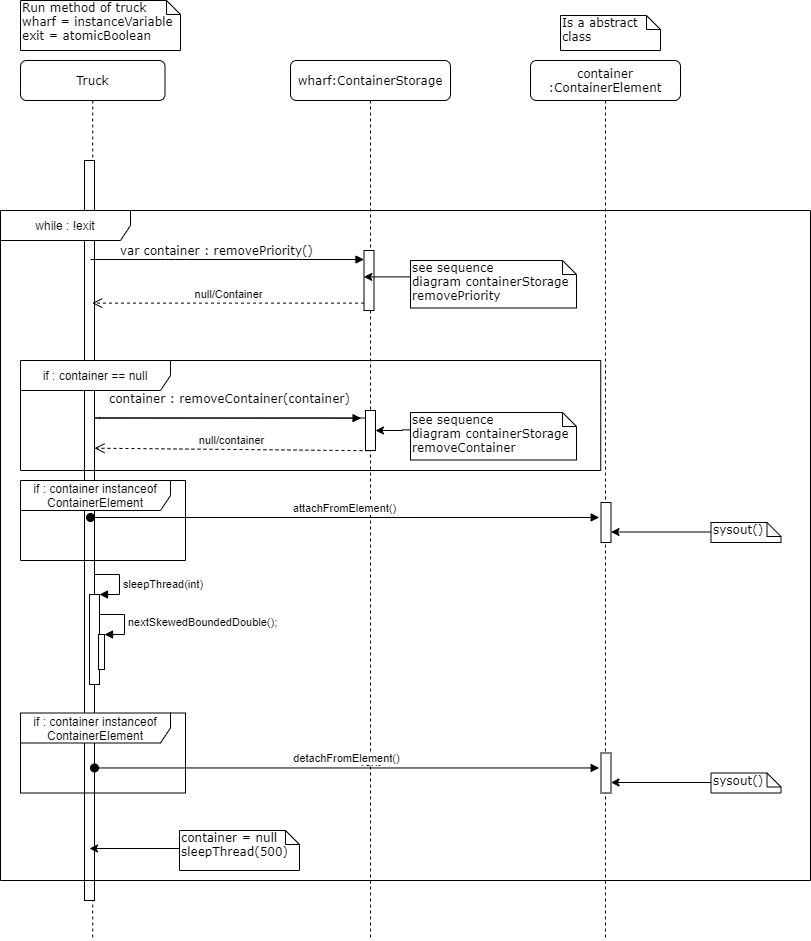 Run method of truck
wharf = instanceVariable
exit = atomicBoolean
Is a abstract
class
Truck
wharf:ContainerStorage
container
:ContainerElement
while : !exit
var container : removePriority()
see sequence
diagram containerStorage
removePriority
null/Container
if : container == null
container : removeContainer(container)
see sequence
diagram containerStorage
removeContainer
null/container
if : container instanceof
ContainerElement
attachFromElement()
sysout()
sleepThread(int)
nextSkewedBoundedDouble();
if : container instanceof
ContainerElement
detachFromElement()
sysout()
container = null
sleepThread(500)